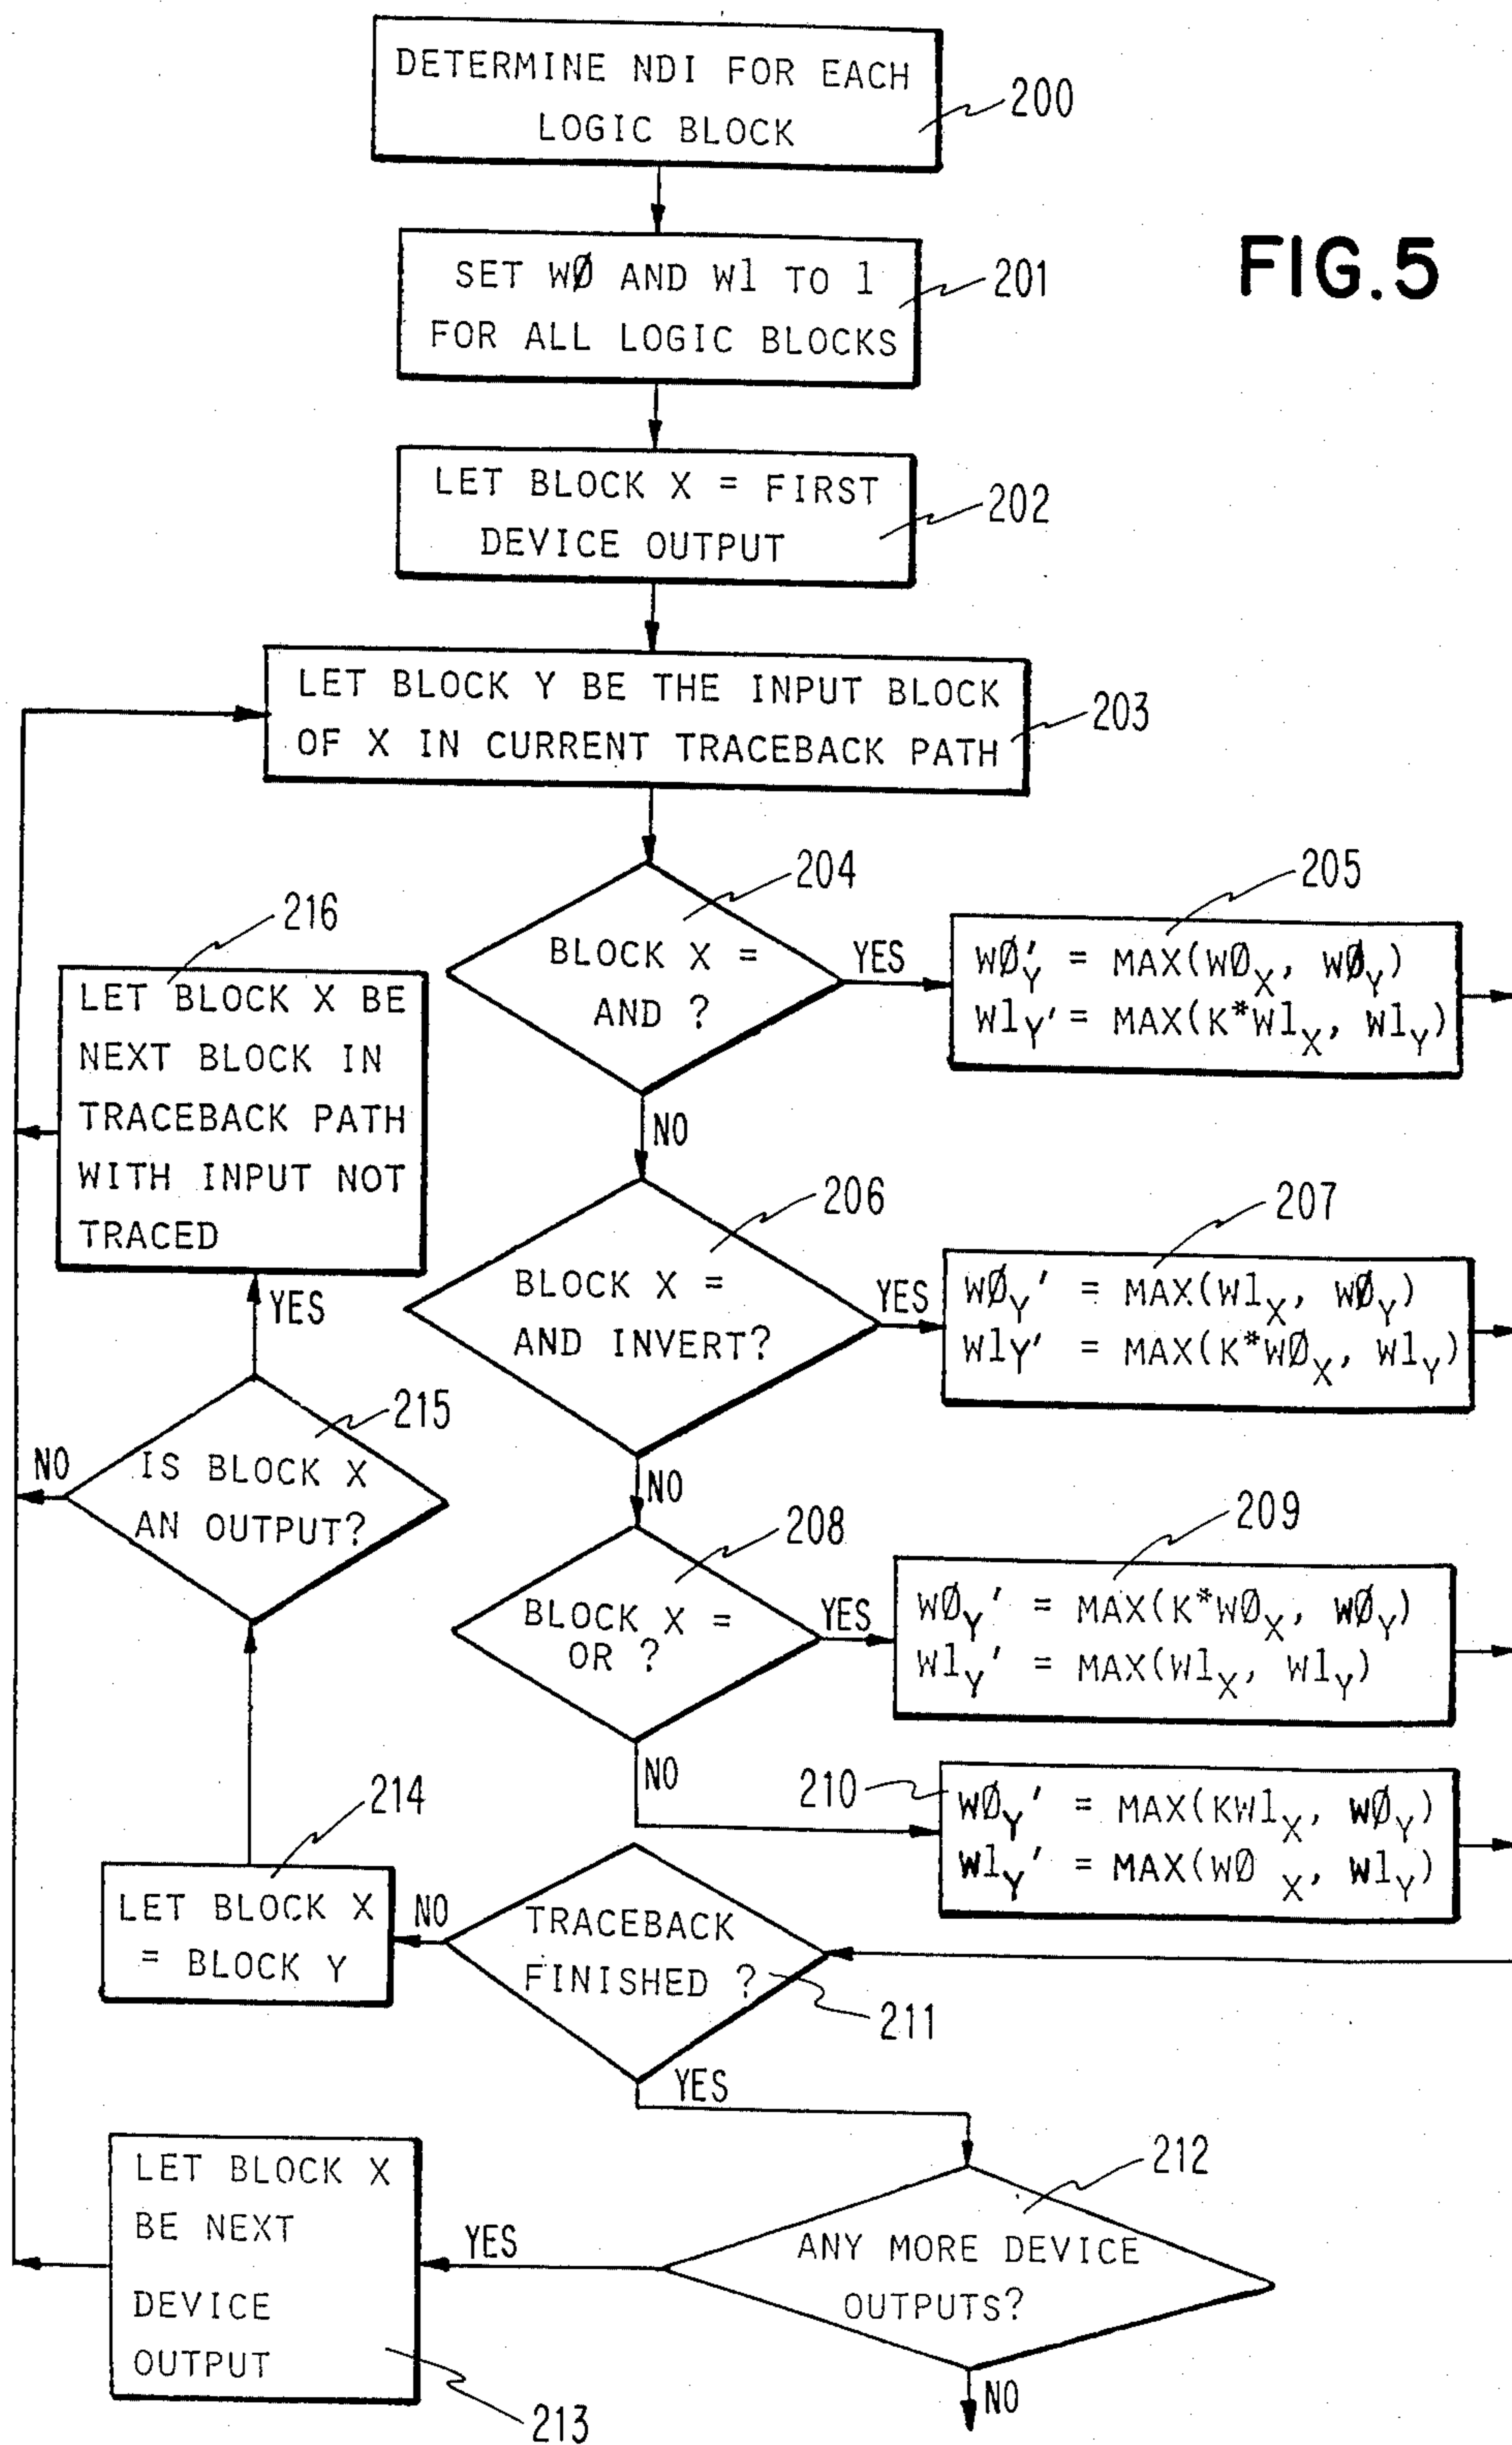 DETERMINE NDI FOR EACH
LOGIC BLOCK
200
SET WØ AND W1 TO 1
FOR ALL LOGIC BLOCKS
201
FIG.5
LET BLOCK X = FIRST
DEVICE OUTPUT
202
LET BLOCK Y BE THE INPUT BLOCK
OF X IN CURRENT TRACEBACK PATH
203
204
BLOCK X =
AND ?
YES
205
WØY' = MAX(WØX, WØY)
W1Y' = MAX(K*W1X, W1Y)
NO
216
LET BLOCK X BE
NEXT BLOCK IN
TRACEBACK PATH
WITH INPUT NOT
TRACED
YES
206
BLOCK X =
AND INVERT?
YES
207
WØY' = MAX(W1X, WØY)
W1Y' = MAX(K*WØX, W1Y)
NO
215
IS BLOCK X
AN OUTPUT?
NO
208
BLOCK X =
OR ?
YES
209
WØY' = MAX(K*WØX, WØY)
W1Y' = MAX(W1X, W1Y)
NO
210
WØY' = MAX(KW1X, WØY)
W1Y' = MAX(WØ X, W1Y)
214
LET BLOCK X
= BLOCK Y
NO
TRACEBACK
FINISHED ?
211
YES
212
ANY MORE DEVICE
OUTPUTS?
YES
LET BLOCK X
BE NEXT
DEVICE
OUTPUT
213
NO